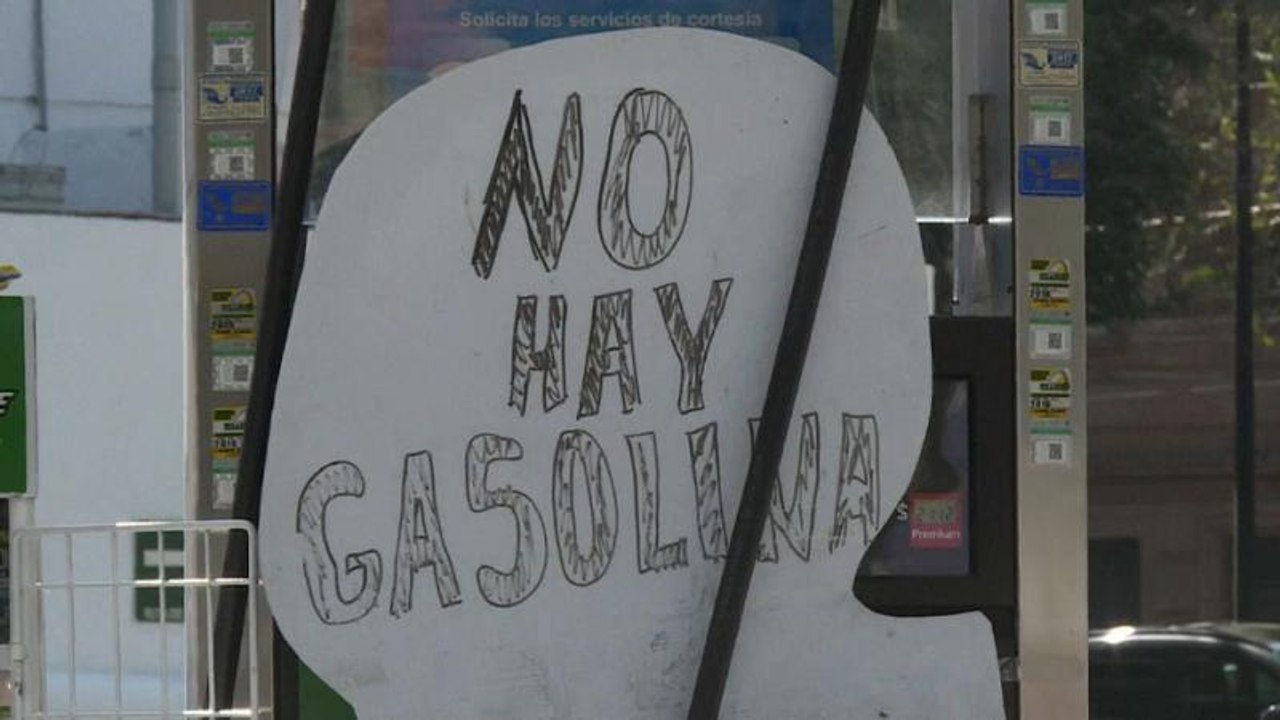 Solicita los servicios de cortesía
NO
HAY
GASOLINA
$
Premium